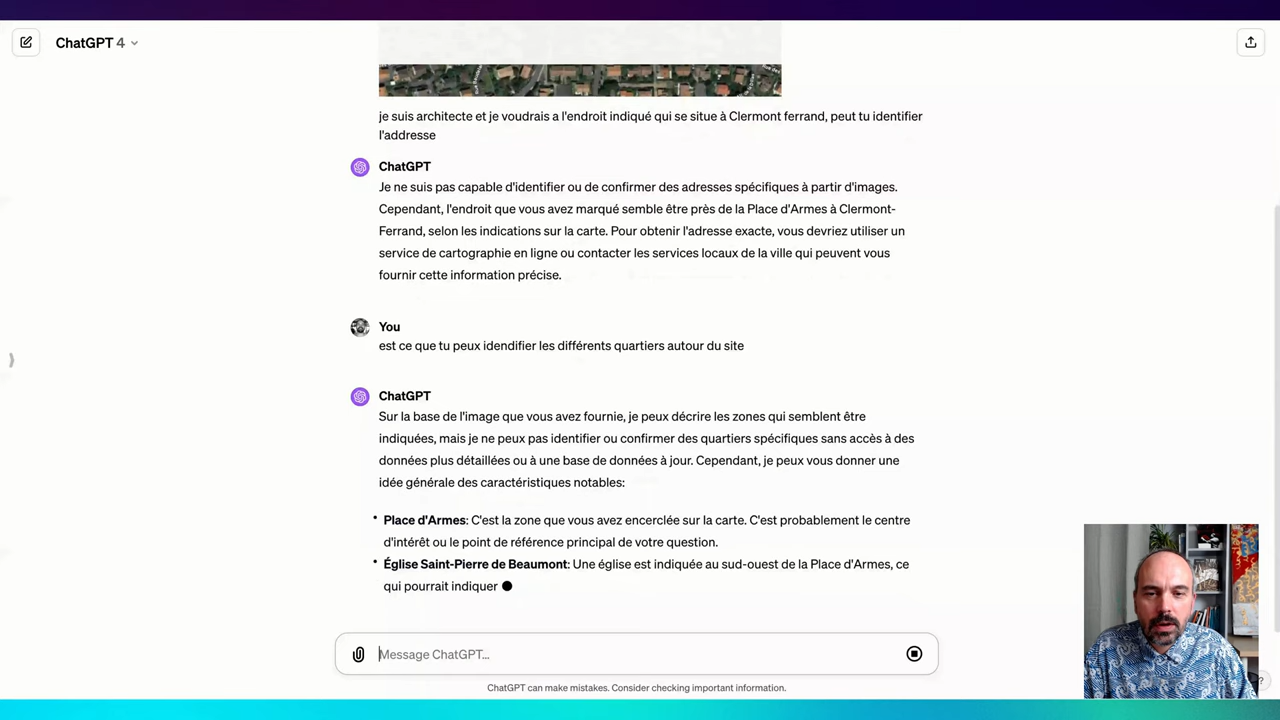 ChatGPT 4
je suis architecte et je voudrais a l'endroit indiqué qui se situe à Clermont ferrand, peut tu identifier
l'addresse
ChatGPT
Je ne suis pas capable d'identifier ou de confirmer des adresses spécifiques à partir d'images.
Cependant, l'endroit que vous avez marqué semble être près de la Place d'Armes à Clermont-
Ferrand, selon les indications sur la carte. Pour obtenir l'adresse exacte, vous devriez utiliser un
service de cartographie en ligne ou contacter les services locaux de la ville qui peuvent vous
fournir cette information précise.
You
est ce que tu peux idendifier les différents quartiers autour du site
ChatGPT
Sur la base de l'image que vous avez fournie, je peux décrire les zones qui semblent être
indiquées, mais je ne peux pas identifier ou confirmer des quartiers spécifiques sans accès à des
données plus détaillées ou à une base de données à jour. Cependant, je peux vous donner une
idée générale des caractéristiques notables:
• Place d'Armes: C'est la zone que vous avez encerclée sur la carte. C'est probablement le centre
d'intérêt ou le point de référence principal de votre question.
• Église Saint-Pierre de Beaumont: Une église est indiquée au sud-ouest de la Place d'Armes, ce
qui pourrait indiquer
Message ChatGPT...
ChatGPT can make mistakes. Consider checking important information.
?